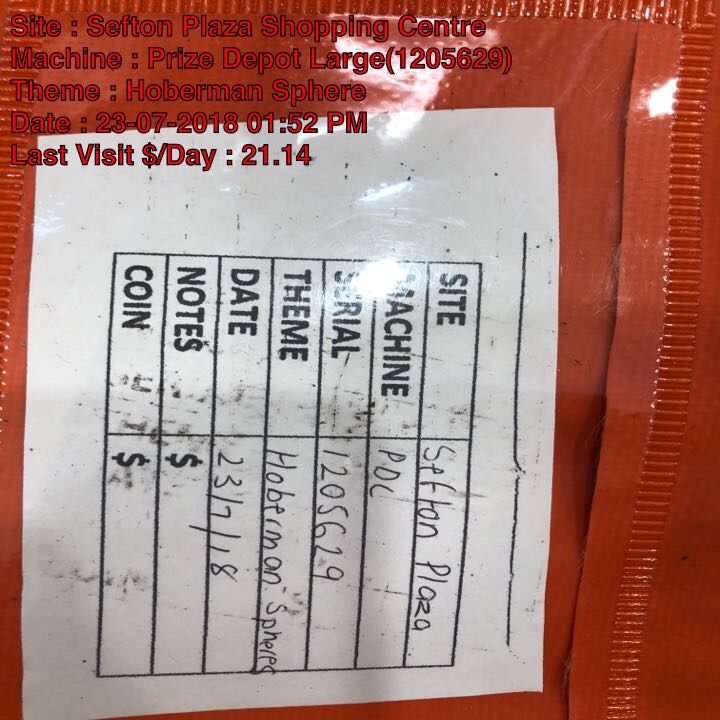 Site : Sefton Plaza Shopping Centre
Machine : Prize Depot Large(1205629)
Theme : Hoberman Sphere
Date : 23-07-2018 01:52 PM
Last Visit $/Day : 21.14
SITE Sefton Plaza
MACHINE PDL
SERIAL 1205629
THEME Hoberman Spheres
DATE 23/7/18
NOTES $
COIN $